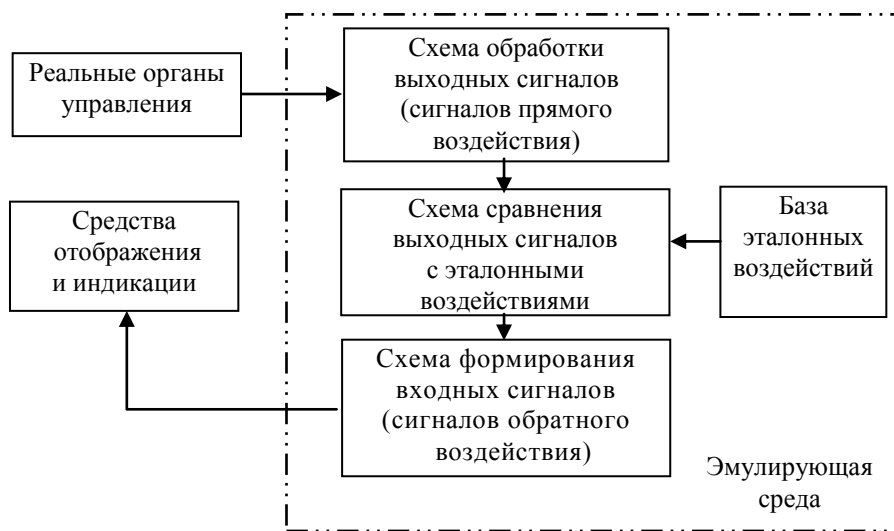 Реальные органы
управления
Схема обработки
выходных сигналов
(сигналов прямого
воздействия)
Средства
отображения
и индикации
Схема сравнения
выходных сигналов
с эталонными
воздействиями
База
эталонных
воздействий
Схема формирования
входных сигналов
(сигналов обратного
воздействия)
Эмулирующая
среда